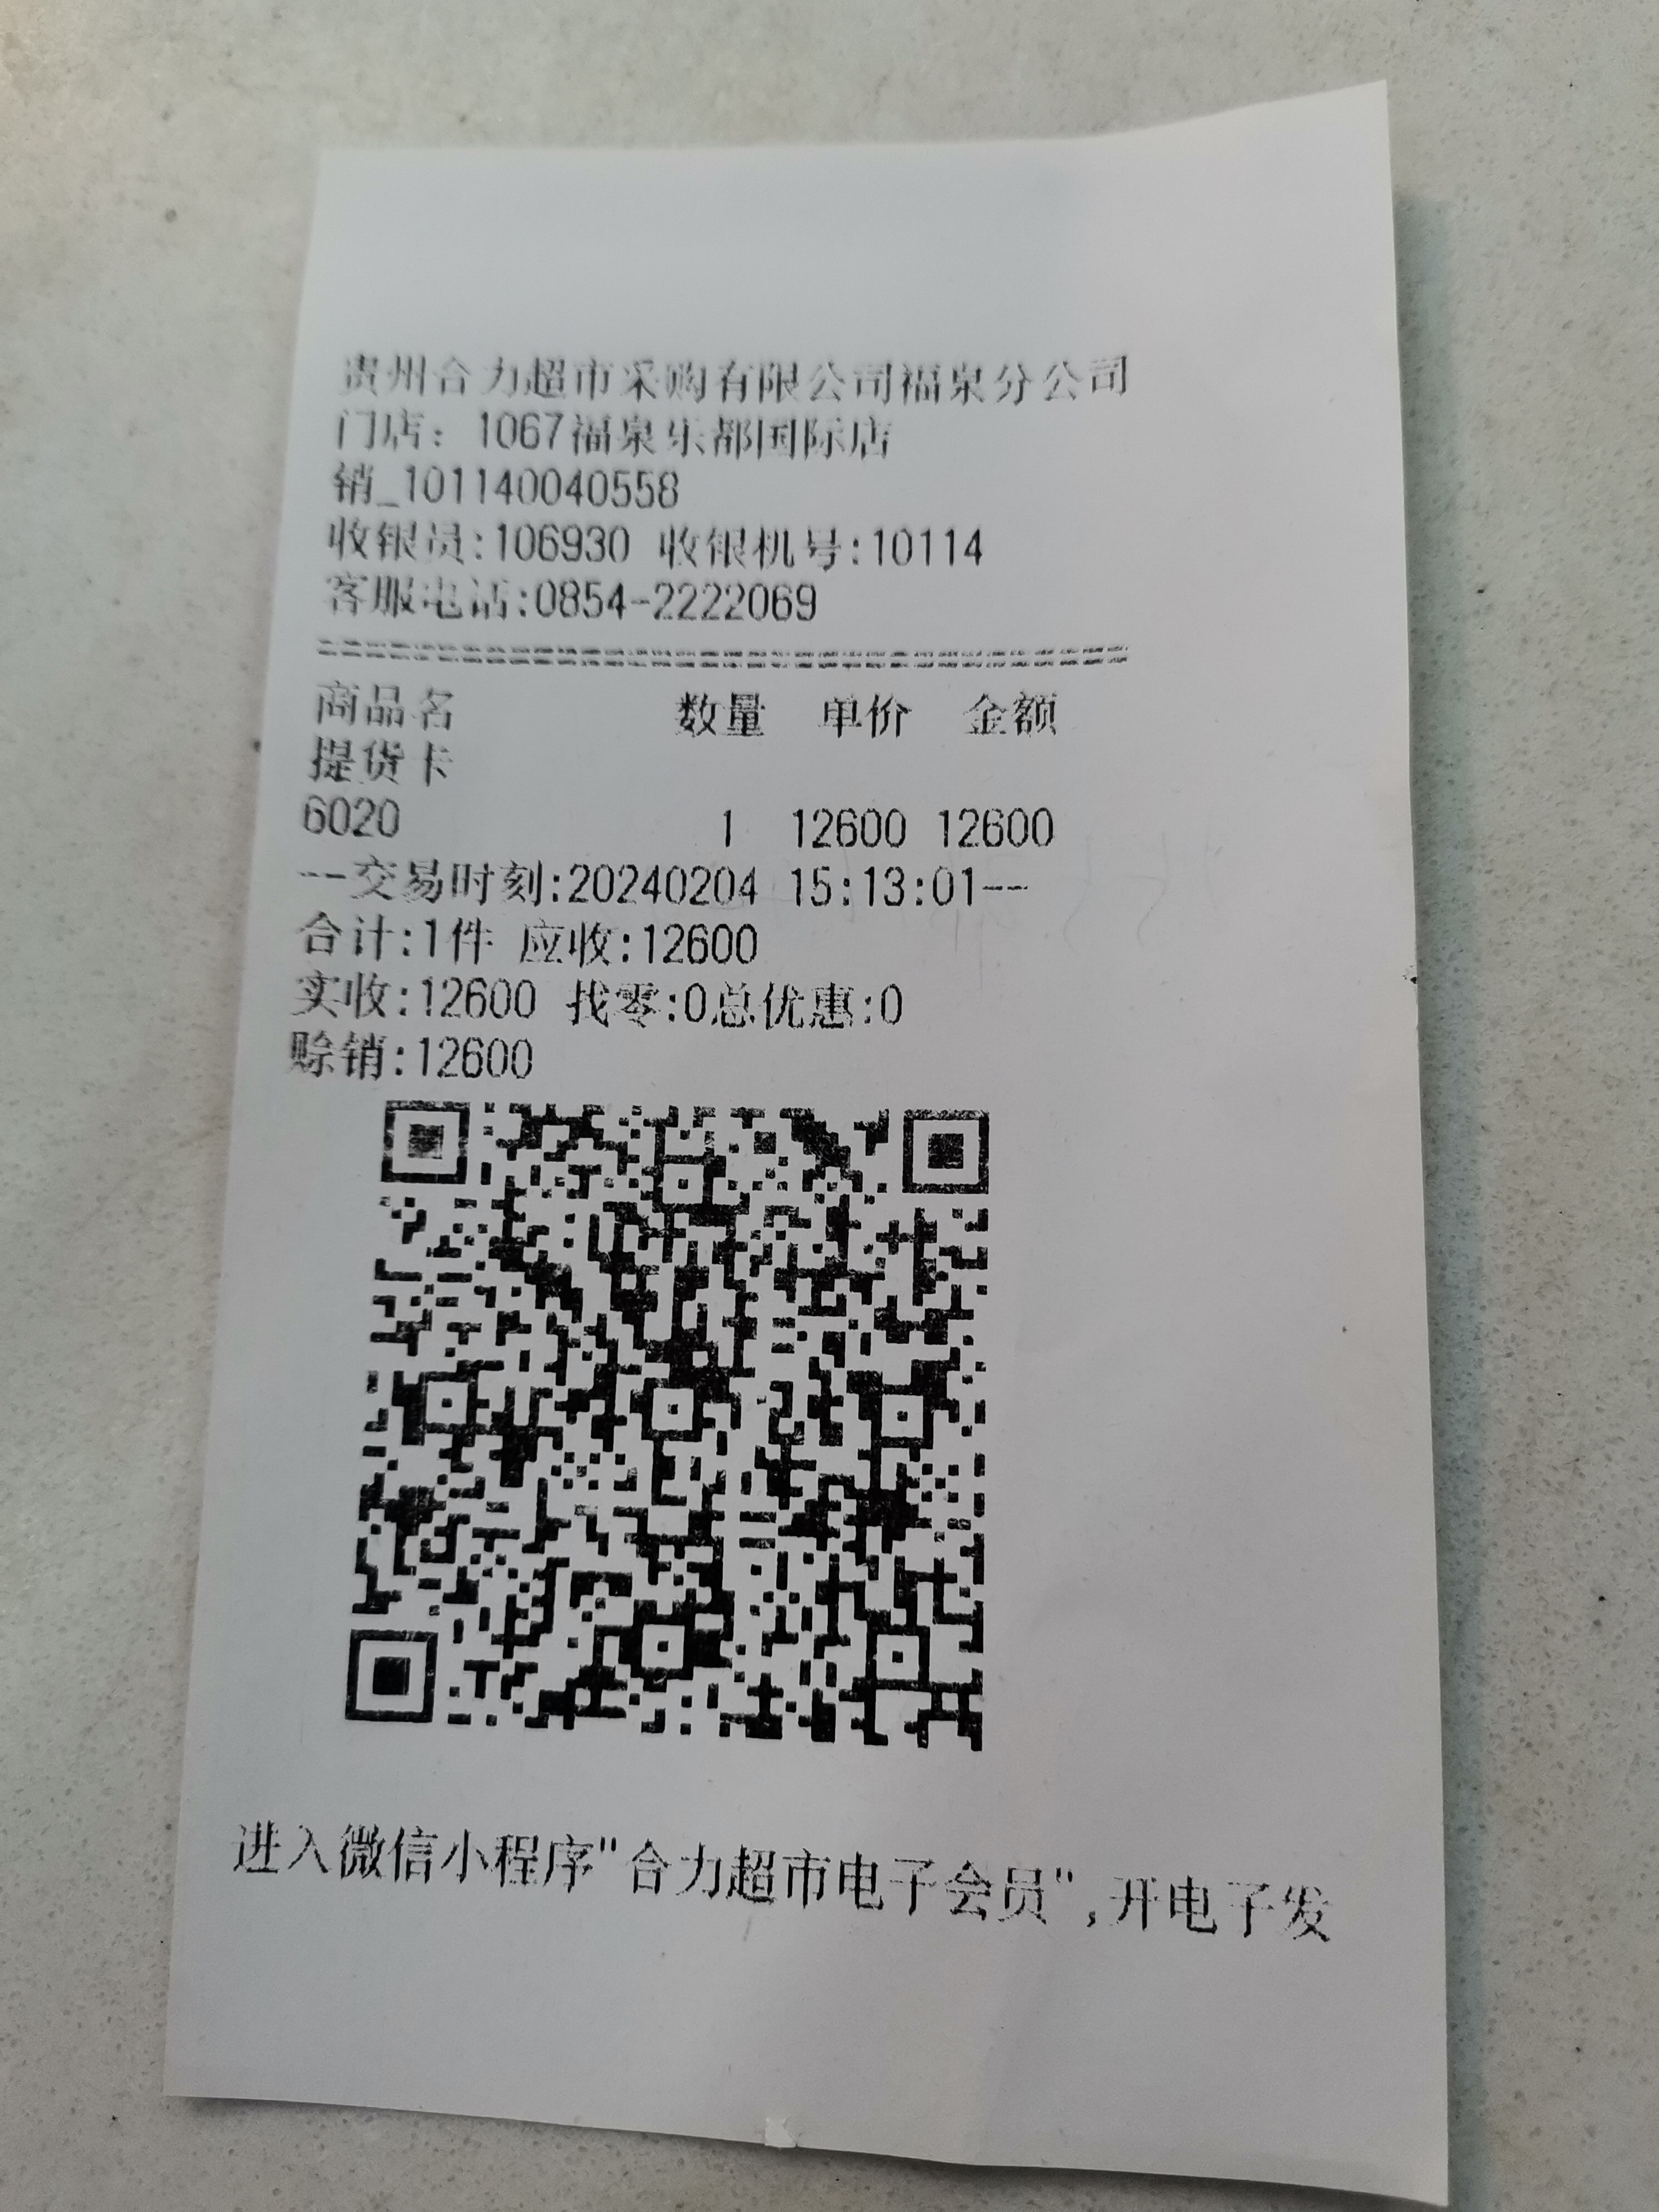 贵州合力超市采购有限公司福泉分公司
门店：1067福泉乐都国际店
销_101140040558
收银员:106930 收银机号:10114
客服电话:0854-2222069
==================================
商品名 数量 单价 金额
提货卡
6020 1 12600 12600
--交易时刻:20240204 15:13:01--
合计:1件 应收:12600
实收:12600 找零:0总优惠:0
赊销:12600
进入微信小程序"合力超市电子会员",开电子发